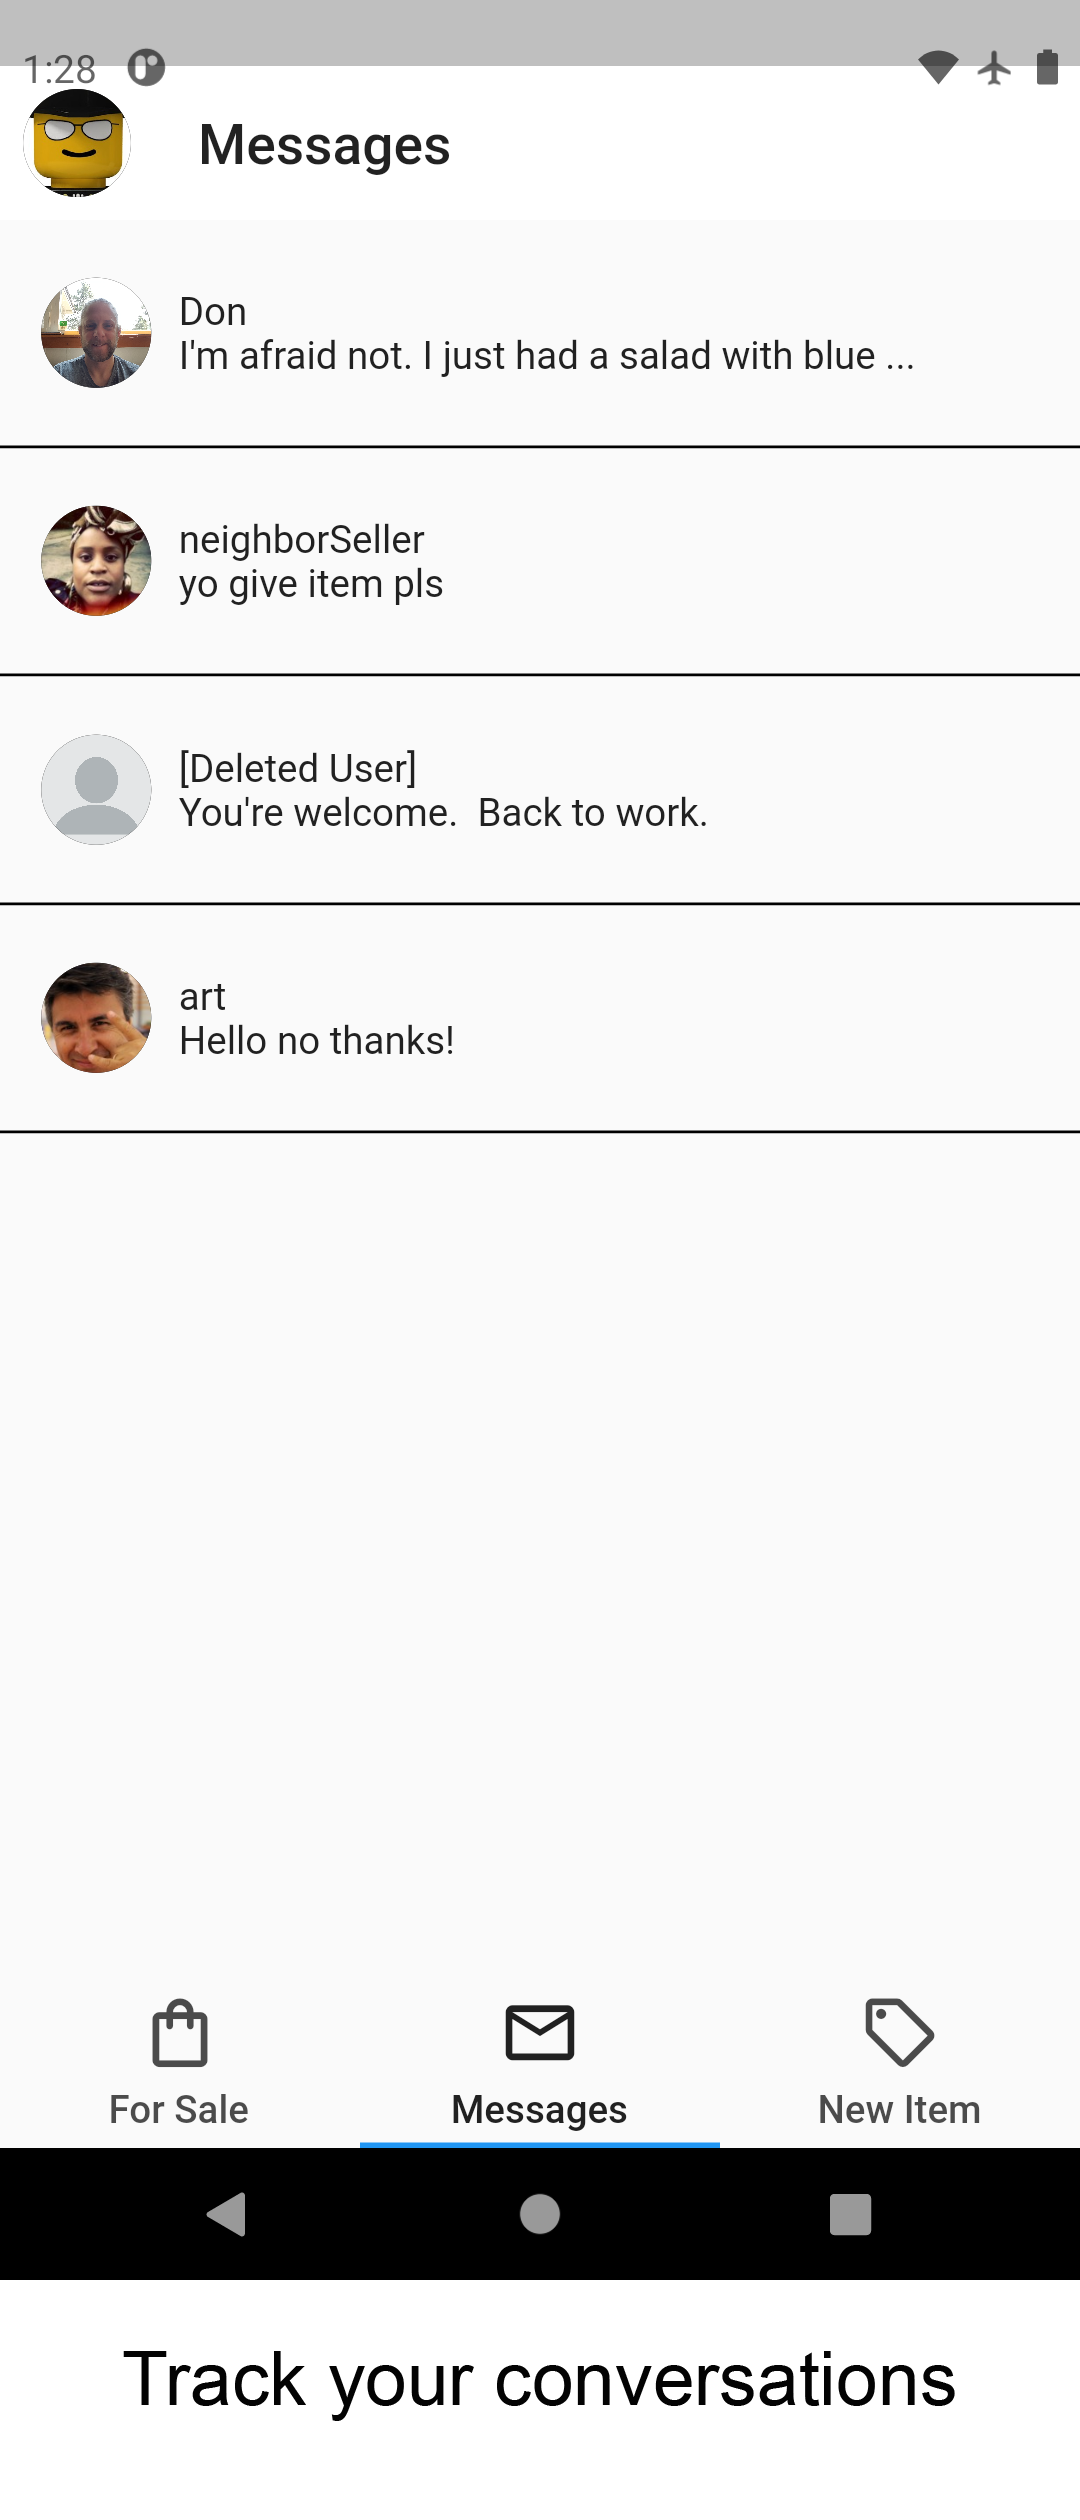 1:28
Messages
Don
I'm afraid not. I just had a salad with blue ...
neighborSeller
yo give item pls
[Deleted User]
You're welcome.  Back to work.
art
Hello no thanks!
For Sale
Messages
New Item
Track your conversations